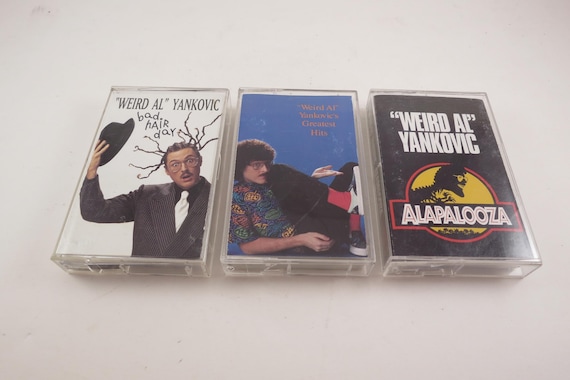 "WEIRD AL" YANKOVIC
bad
HAIR
day
"Weird Al"
Yankovic's
Greatest
Hits
"WEIRD AL"
YANKOVIC
ALAPALOOZA